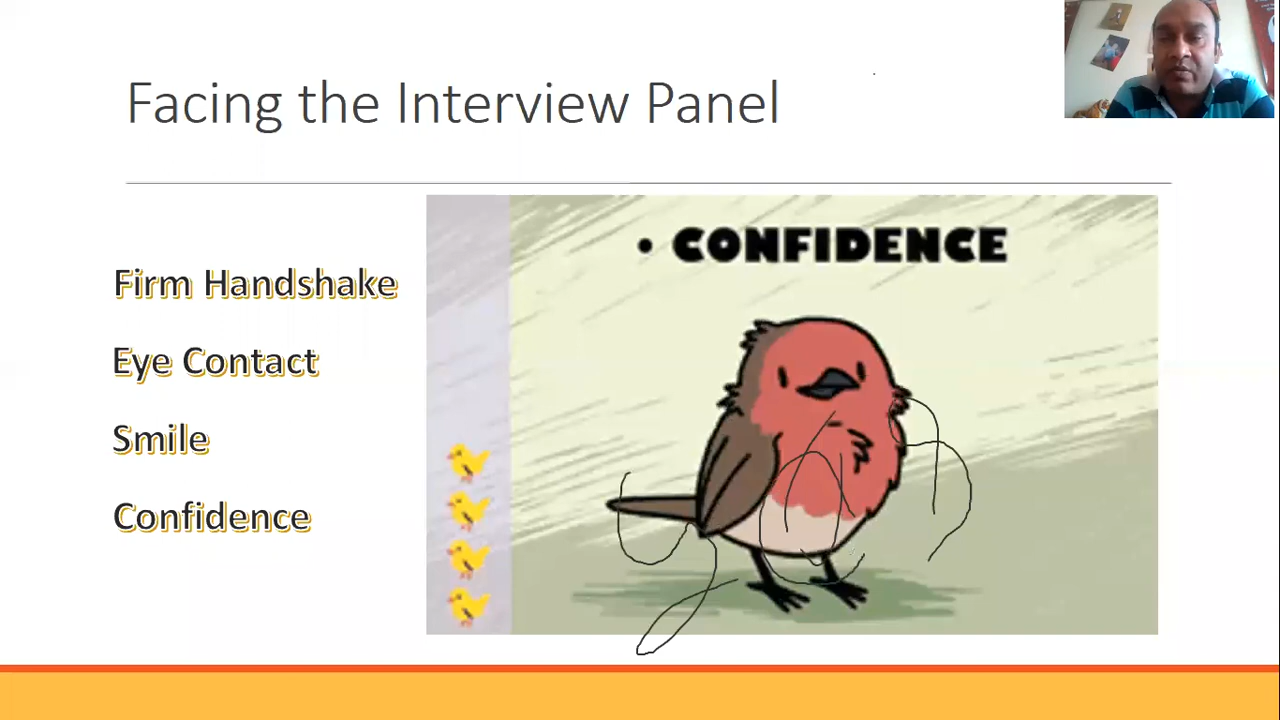 Facing the Interview Panel
• CONFIDENCE
Firm Handshake
Eye Contact
Smile
Confidence